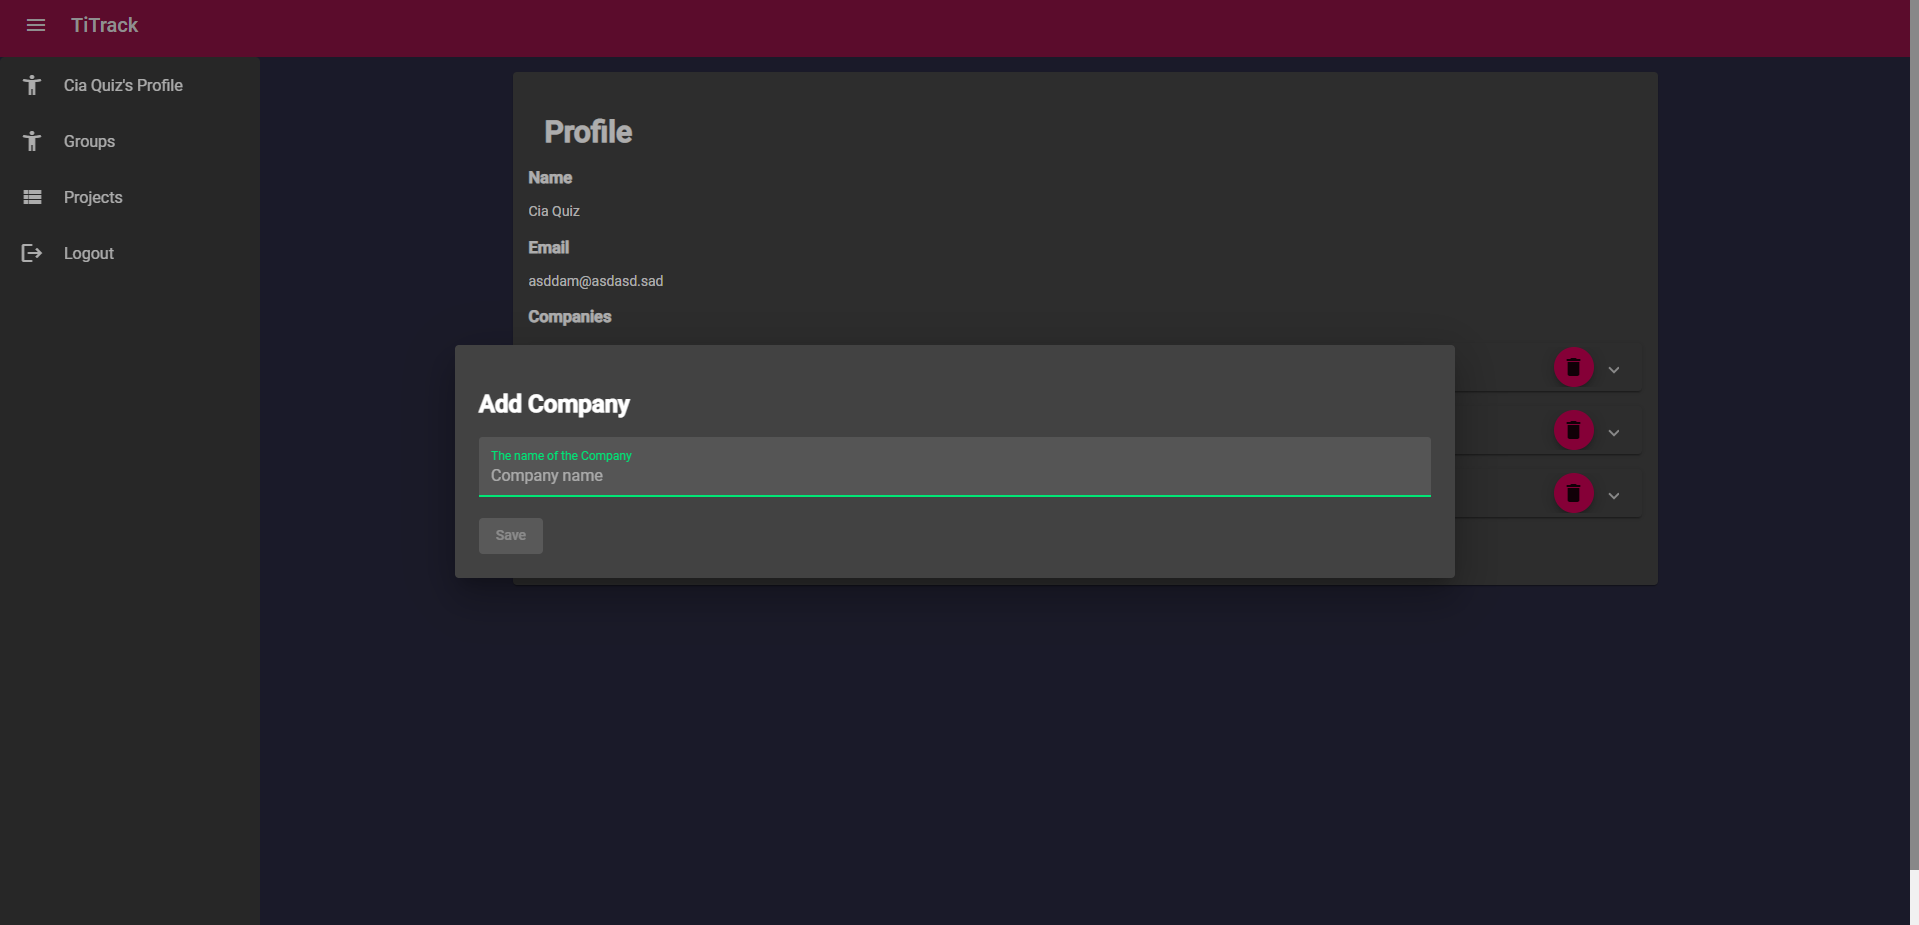 TiTrack
Cia Quiz's Profile
Groups
Projects
Logout
Profile
Name
Cia Quiz
Email
asddam@asdasd.sad
Companies
Add Company
The name of the Company
Company name
Save